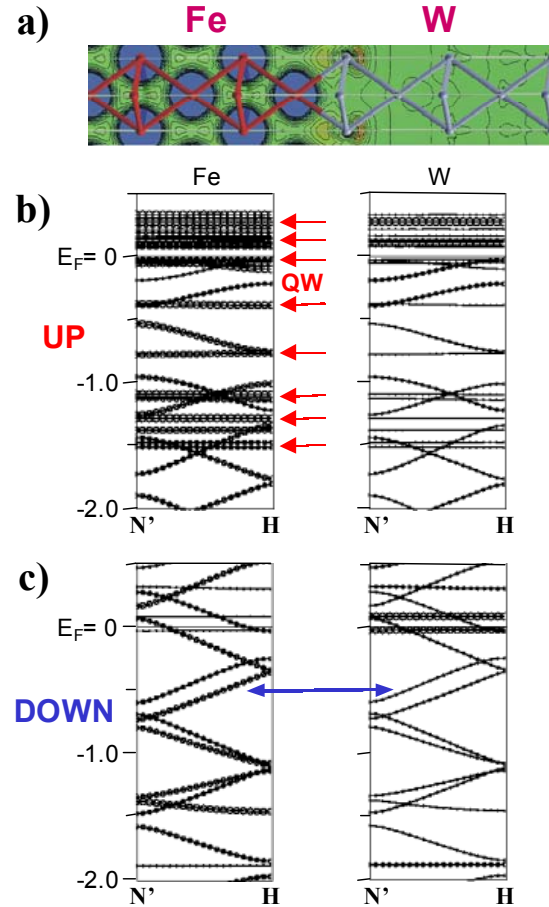 a) Fe W
b) Fe W
E_F= 0
QW
UP
-1.0
-2.0
N’ H N’ H
c)
E_F= 0
DOWN
-1.0
-2.0
N’ H N’ H